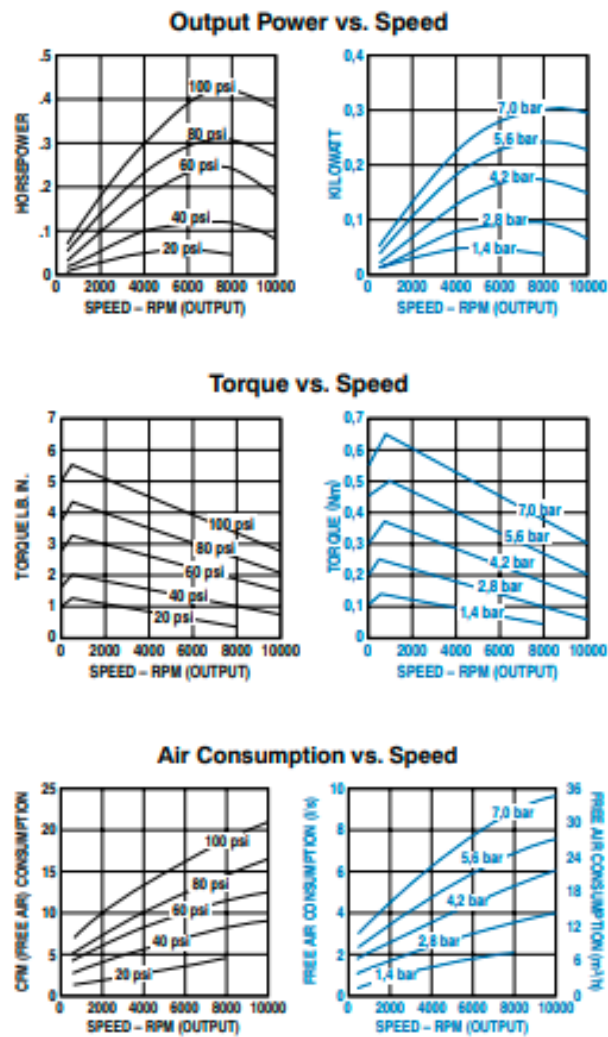 Output Power vs. Speed
.5
.4
.3
.2
.1
0
HORSEPOWER
100 psi
80 psi
60 psi
40 psi
20 psi
0 2000 4000 6000 8000 10000
SPEED – RPM (OUTPUT)
0,4
0,3
0,2
0,1
0
KILOWATT
7,0 bar
5,6 bar
4,2 bar
2,8 bar
1,4 bar
0 2000 4000 6000 8000 10000
SPEED – RPM (OUTPUT)
Torque vs. Speed
7
6
5
4
3
2
1
0
TORQUE LB. IN.
100 psi
80 psi
60 psi
40 psi
20 psi
0 2000 4000 6000 8000 10000
SPEED – RPM (OUTPUT)
0,7
0,6
0,5
0,4
0,3
0,2
0,1
0
TORQUE (Nm)
7,0 bar
5,6 bar
4,2 bar
2,8 bar
1,4 bar
0 2000 4000 6000 8000 10000
SPEED – RPM (OUTPUT)
Air Consumption vs. Speed
25
20
15
10
5
0
CFM (FREE AIR) CONSUMPTION
100 psi
80 psi
60 psi
40 psi
20 psi
0 2000 4000 6000 8000 10000
SPEED – RPM (OUTPUT)
10
8
6
4
2
0
FREE AIR CONSUMPTION (l/s)
7,0 bar
5,6 bar
4,2 bar
2,8 bar
1,4 bar
36
30
24
18
12
6
0
FREE AIR CONSUMPTION (m³/h)
0 2000 4000 6000 8000 10000
SPEED – RPM (OUTPUT)